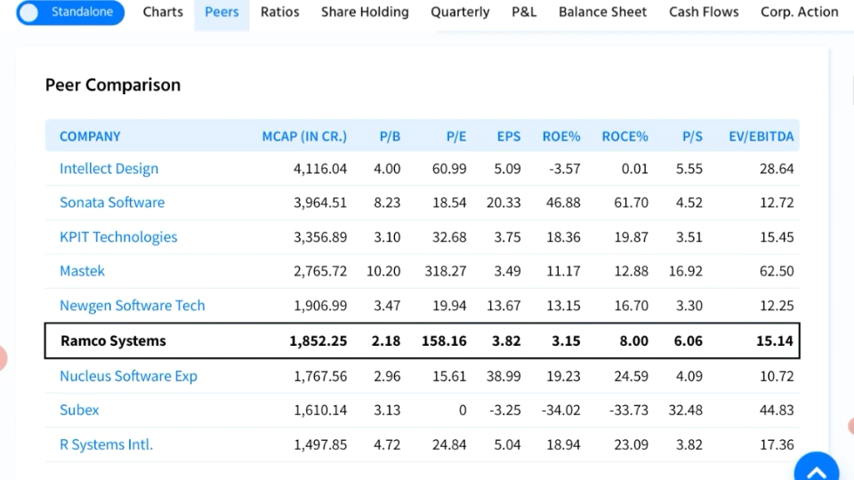 Standalone Charts Peers Ratios Share Holding Quarterly P&L Balance Sheet Cash Flows Corp. Action
Peer Comparison
COMPANY MCAP (IN CR.) P/B P/E EPS ROE% ROCE% P/S EV/EBITDA
Intellect Design 4,116.04 4.00 60.99 5.09 -3.57 0.01 5.55 28.64
Sonata Software 3,964.51 8.23 18.54 20.33 46.88 61.70 4.52 12.72
KPIT Technologies 3,356.89 3.10 32.68 3.75 18.36 19.87 3.51 15.45
Mastek 2,765.72 10.20 318.27 3.49 11.17 12.88 16.92 62.50
Newgen Software Tech 1,906.99 3.47 19.94 13.67 13.15 16.70 3.30 12.25
Ramco Systems 1,852.25 2.18 158.16 3.82 3.15 8.00 6.06 15.14
Nucleus Software Exp 1,767.56 2.96 15.61 38.99 19.23 24.59 4.09 10.72
Subex 1,610.14 3.13 0 -3.25 -34.02 -33.73 32.48 44.83
R Systems Intl. 1,497.85 4.72 24.84 5.04 18.94 23.09 3.82 17.36